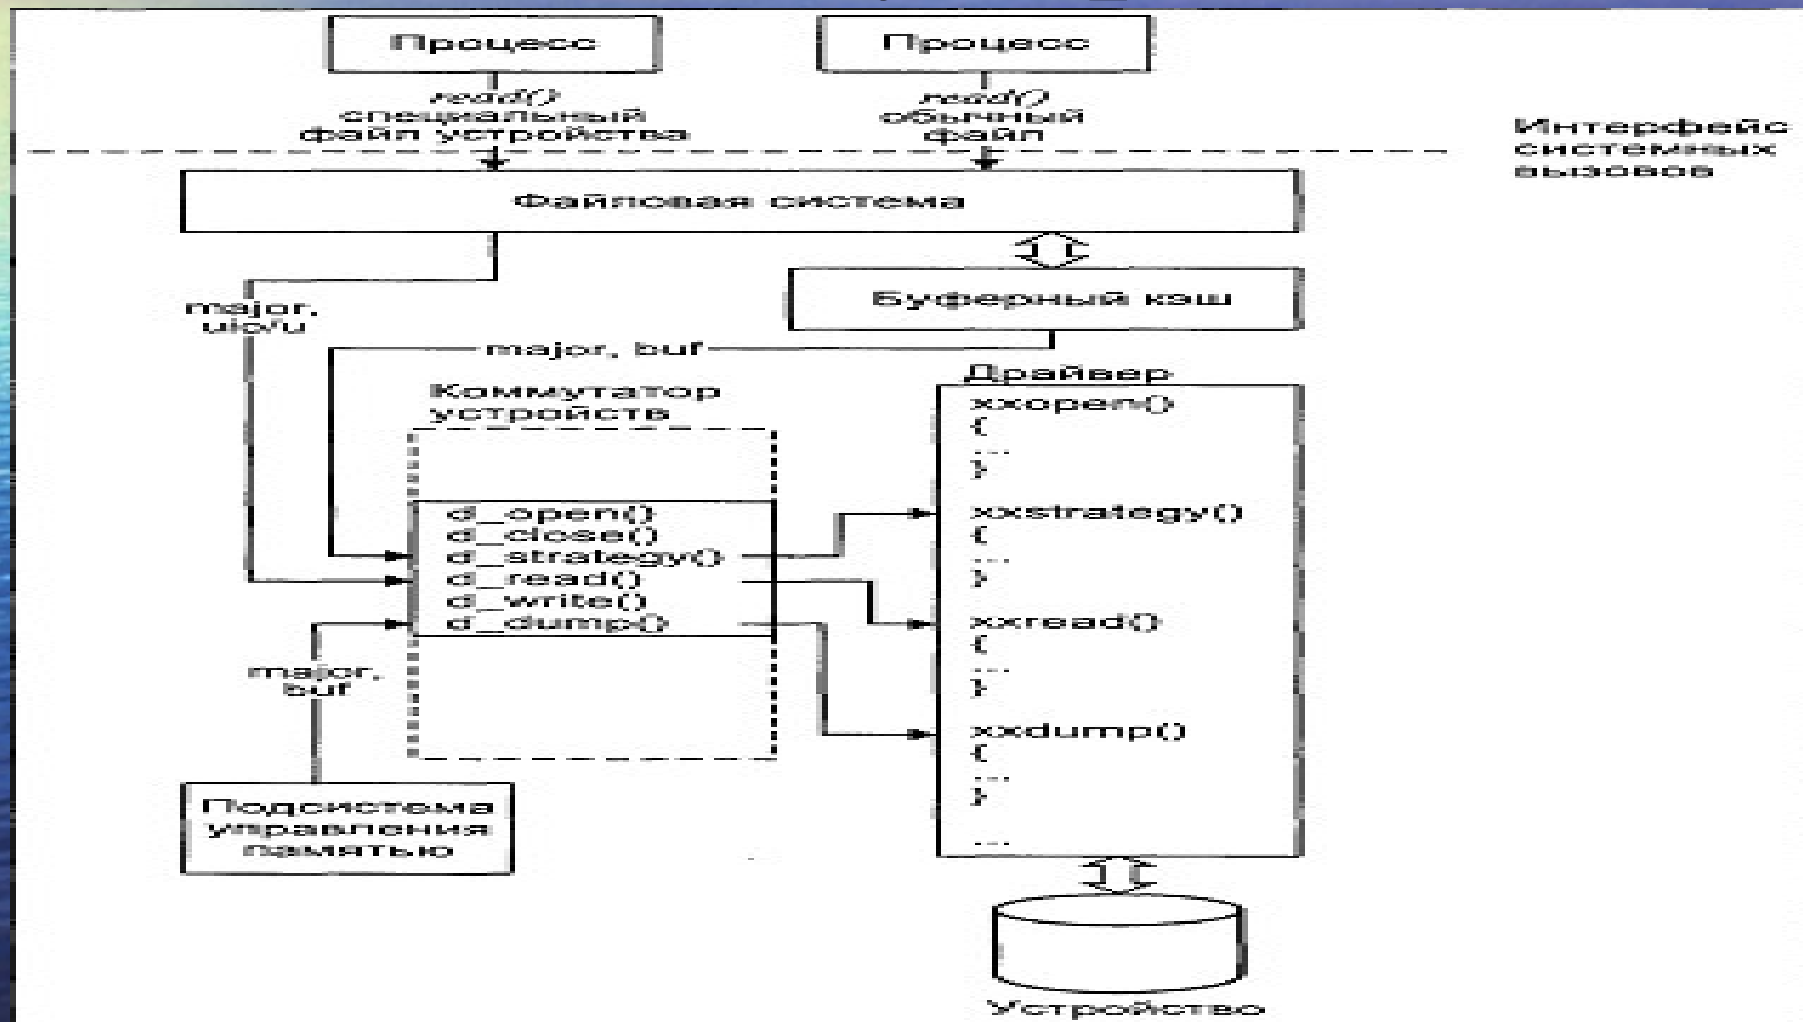 Процесс
Процесс
read()
специальный
файл устройства
read()
обычный
файл
Интерфейс
системных
вызовов
Файловая система
major,
uio/u
Буферный кэш
major, buf
Коммутатор
устройств
Драйвер
d_open()
d_close()
d_strategy()
d_read()
d_write()
d_dump()
xxopen()
{
...
}
xxstrategy()
{
...
}
xxread()
{
...
}
xxdump()
{
...
}
...
major,
buf
Подсистема
управления
памятью
Устройство